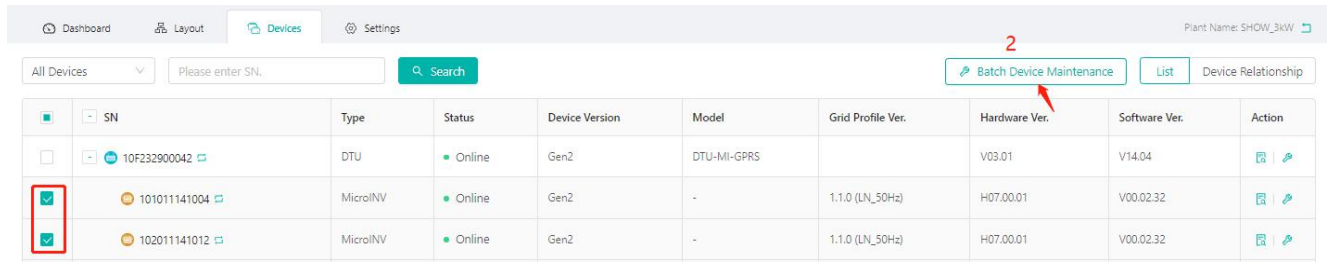 Dashboard Layout Devices Settings Plant Name: SHOW_3kW
2
All Devices Please enter SN. Search Batch Device Maintenance List Device Relationship
SN Type Status Device Version Model Grid Profile Ver. Hardware Ver. Software Ver. Action
10F232900042 DTU Online Gen2 DTU-MI-GPRS V03.01 V14.04
101011141004 MicroINV Online Gen2 - 1.1.0 (LN_50Hz) H07.00.01 V00.02.32
102011141012 MicroINV Online Gen2 - 1.1.0 (LN_50Hz) H07.00.01 V00.02.32